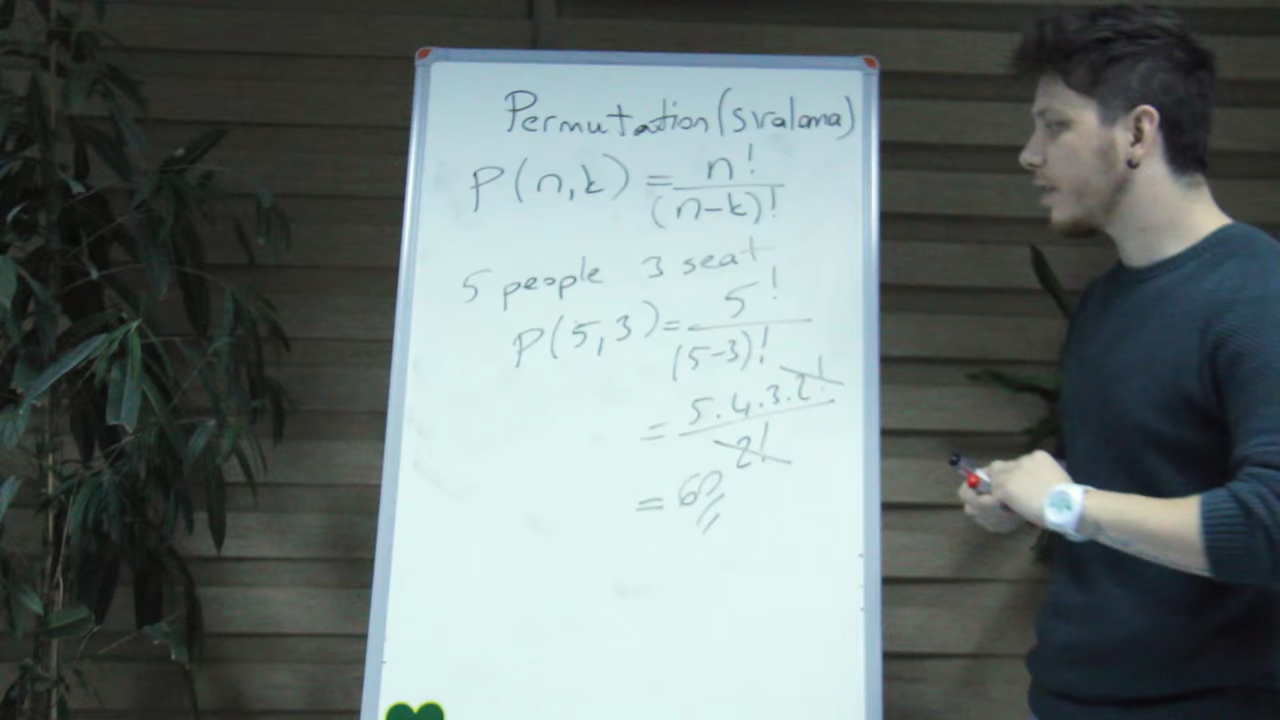 Permutation (Sıralama)
P(n,k) = n! / (n-k)!
5 people 3 seat
P(5,3) = 5! / (5-3)!
= 5.4.3.2! / 2!
= 60